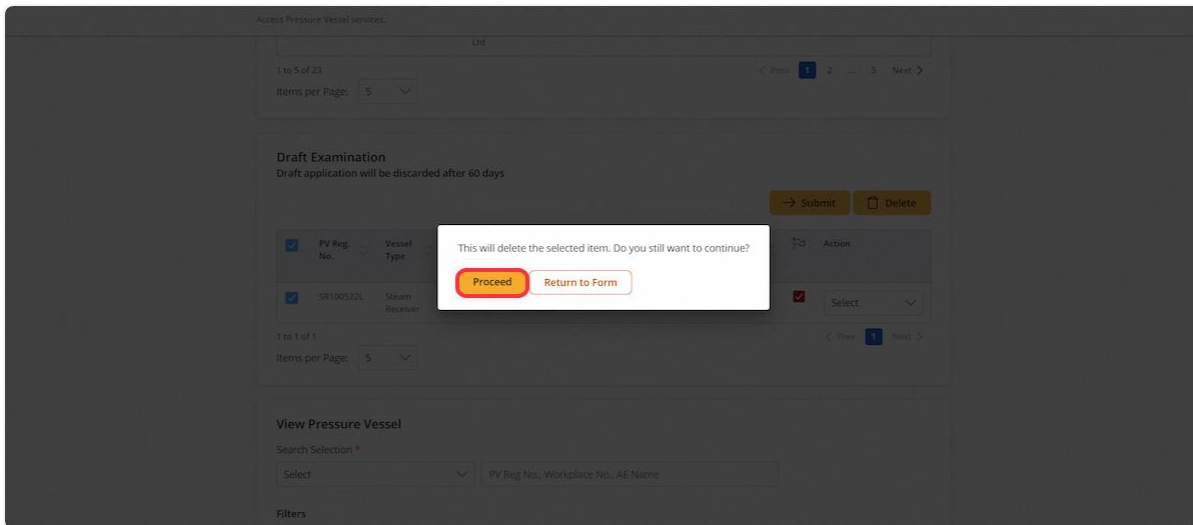 Access Pressure Vessel services.
Ltd
1 to 5 of 23
Prev 1 2 ... 5 Next
Items per Page: 5
Draft Examination
Draft application will be discarded after 60 days
Submit Delete
PV Reg. No. Vessel Type Action
This will delete the selected item. Do you still want to continue?
Proceed Return to Form
SR100522L Steam Receiver Select
1 to 1 of 1
Prev 1 Next
Items per Page: 5
View Pressure Vessel
Search Selection *
Select PV Reg No., Workplace No., AE Name
Filters